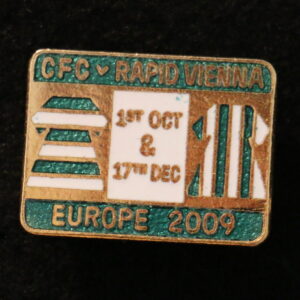 CFC v RAPID VIENNA
1ST OCT
&
17TH DEC
EUROPE 2009